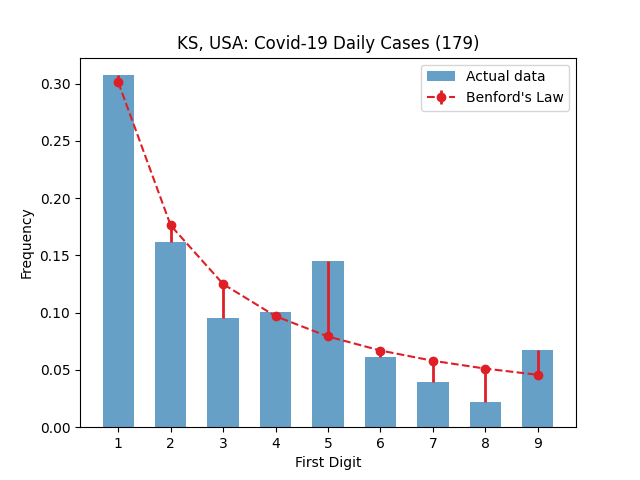 KS, USA: Covid-19 Daily Cases (179)
Actual data
Benford's Law
Frequency
0.30
0.25
0.20
0.15
0.10
0.05
0.00
1 2 3 4 5 6 7 8 9
First Digit